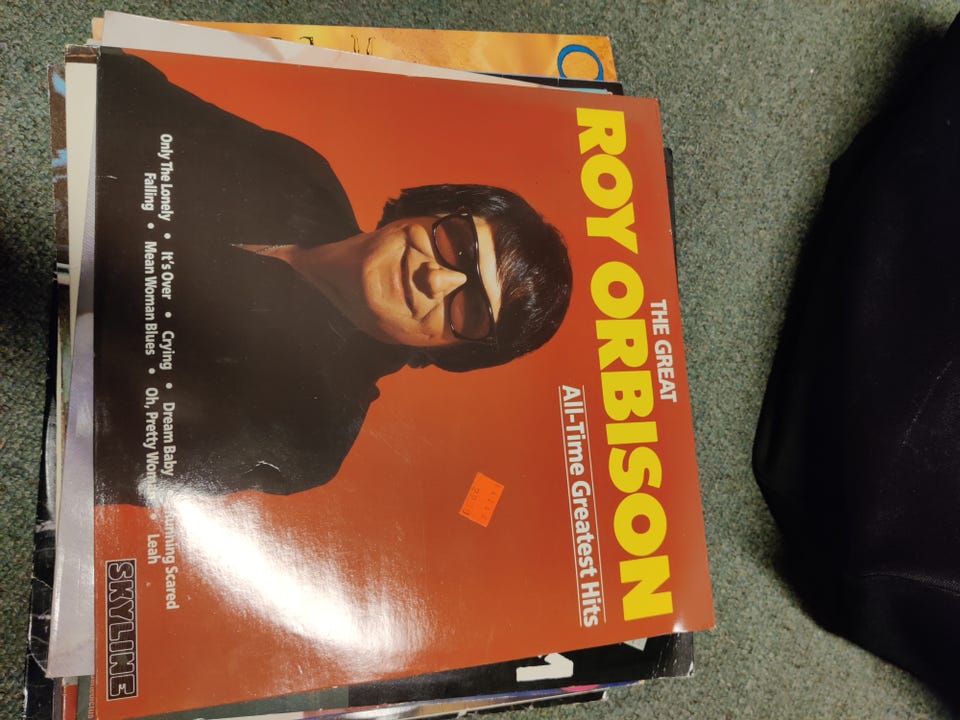 THE GREAT
ROY ORBISON
All-Time Greatest Hits
Only The Lonely • It's Over • Crying • Dream Baby Running Scared
Falling • Mean Woman Blues • Oh, Pretty • Leah
SKYLINE